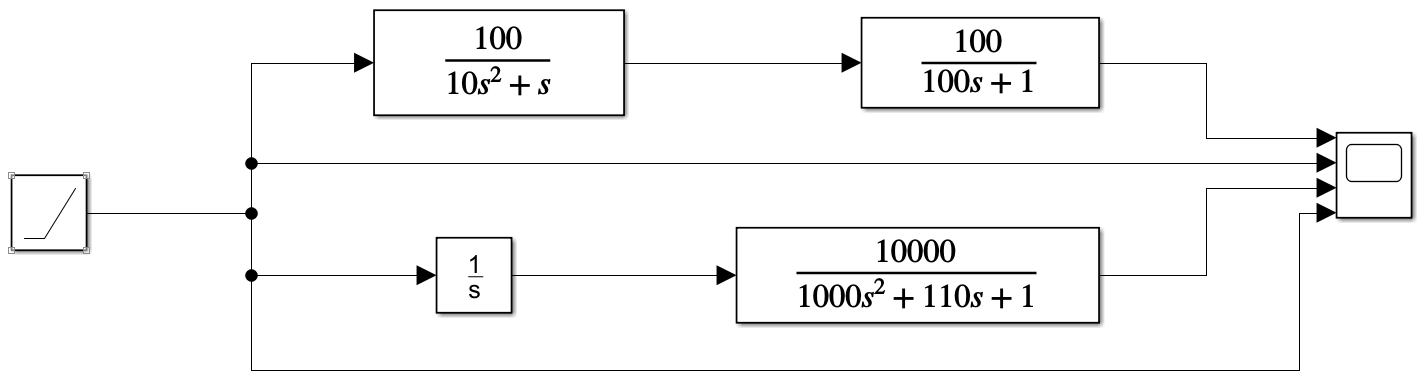 100
10s² + s
100
100s + 1
1
s
10000
1000s² + 110s + 1